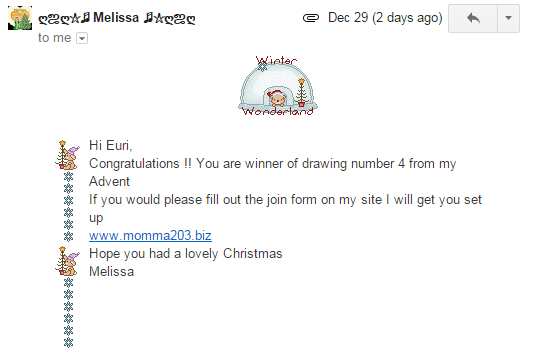 ღஜღ✯♫ Melissa ♫✯ღஜღ Dec 29 (2 days ago)
to me
Winter
Wonderland
Hi Euri,
Congratulations !! You are winner of drawing number 4 from my
Advent
If you would please fill out the join form on my site I will get you set
up
www.momma203.biz
Hope you had a lovely Christmas
Melissa